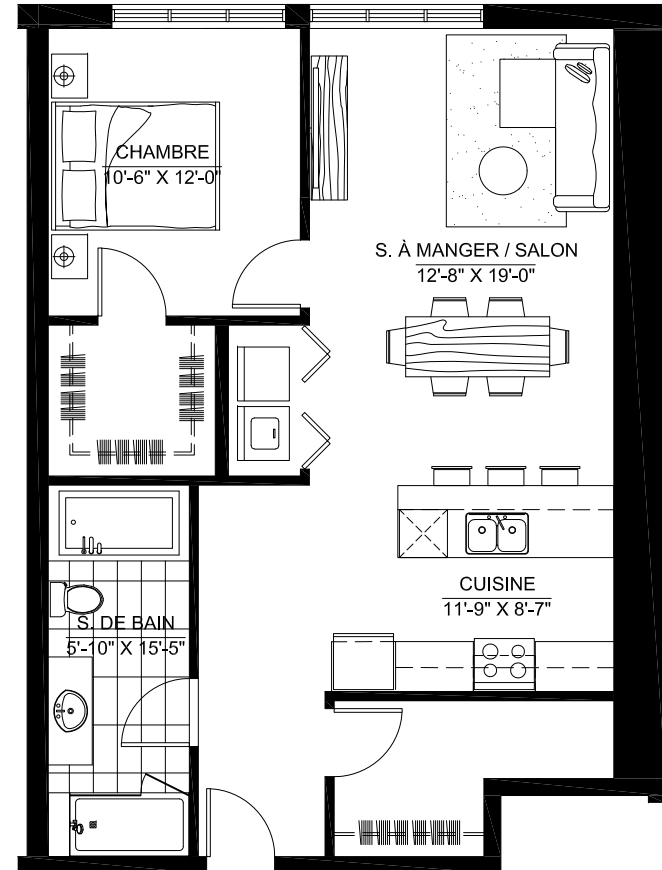 CHAMBRE
10'-6" X 12'-0"
S. À MANGER / SALON
12'-8" X 19'-0"
CUISINE
11'-9" X 8'-7"
S. DE BAIN
5'-10" X 15'-5"